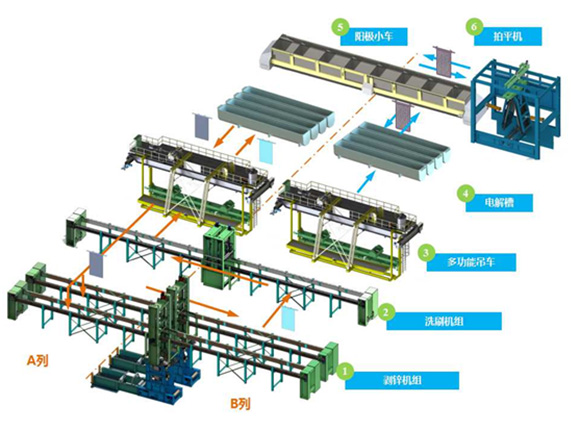 5 阳极小车
6 拍平机
4 电解槽
3 多功能吊车
2 洗刷机组
A列
B列
1 剥锌机组